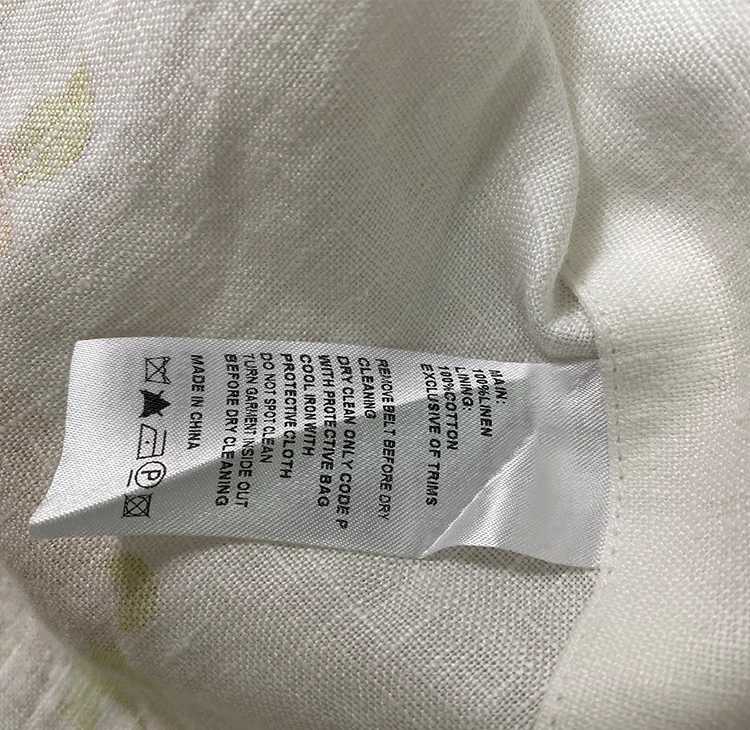 MAIN:
100%LINEN
LINING:
100%COTTON
EXCLUSIVE OF TRIMS
REMOVE BELT BEFORE DRY
CLEANING
DRY CLEAN ONLY CODE P
WITH PROTECTIVE BAG
COOL IRON WITH
PROTECTIVE CLOTH
DO NOT SPOT CLEAN
TURN GARMENT INSIDE OUT
BEFORE DRY CLEANING
MADE IN CHINA
P